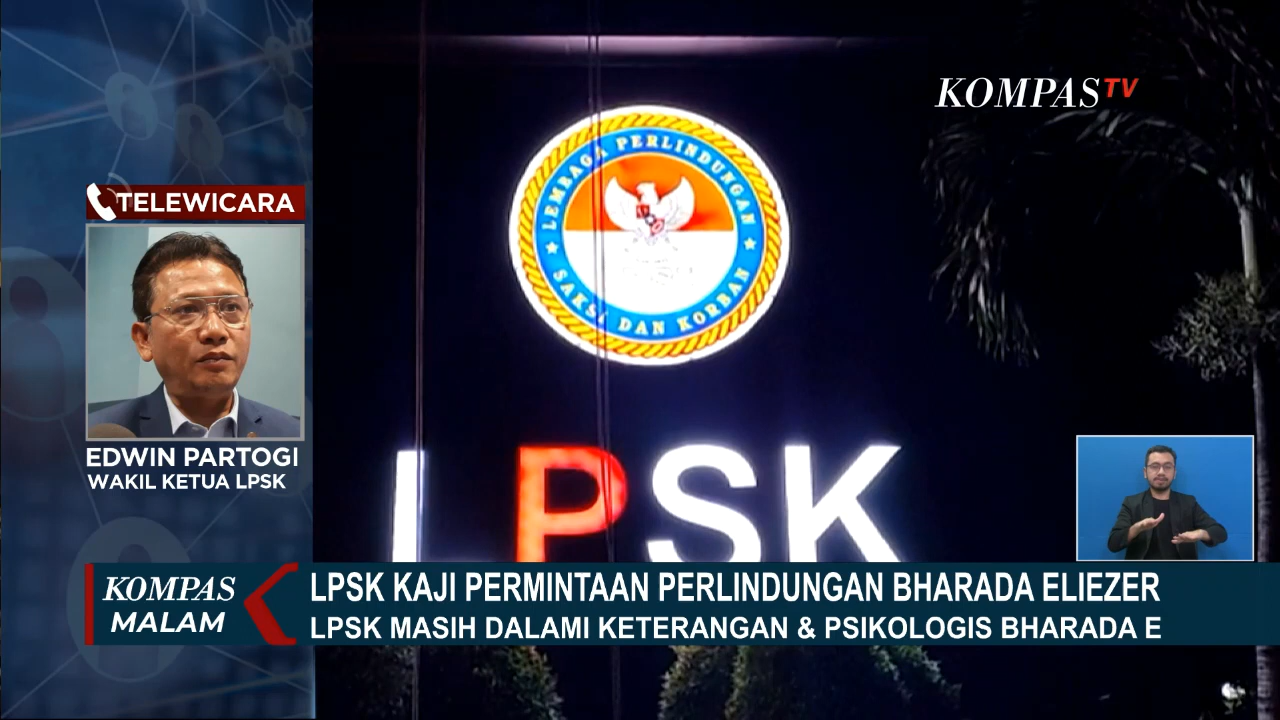 KOMPASTV
LEMBAGA PERLINDUNGAN
SAKSI DAN KORBAN
TELEWICARA
EDWIN PARTOGI
WAKIL KETUA LPSK
LPSK
KOMPAS
MALAM
LPSK KAJI PERMINTAAN PERLINDUNGAN BHARADA ELIEZER
LPSK MASIH DALAMI KETERANGAN & PSIKOLOGIS BHARADA E